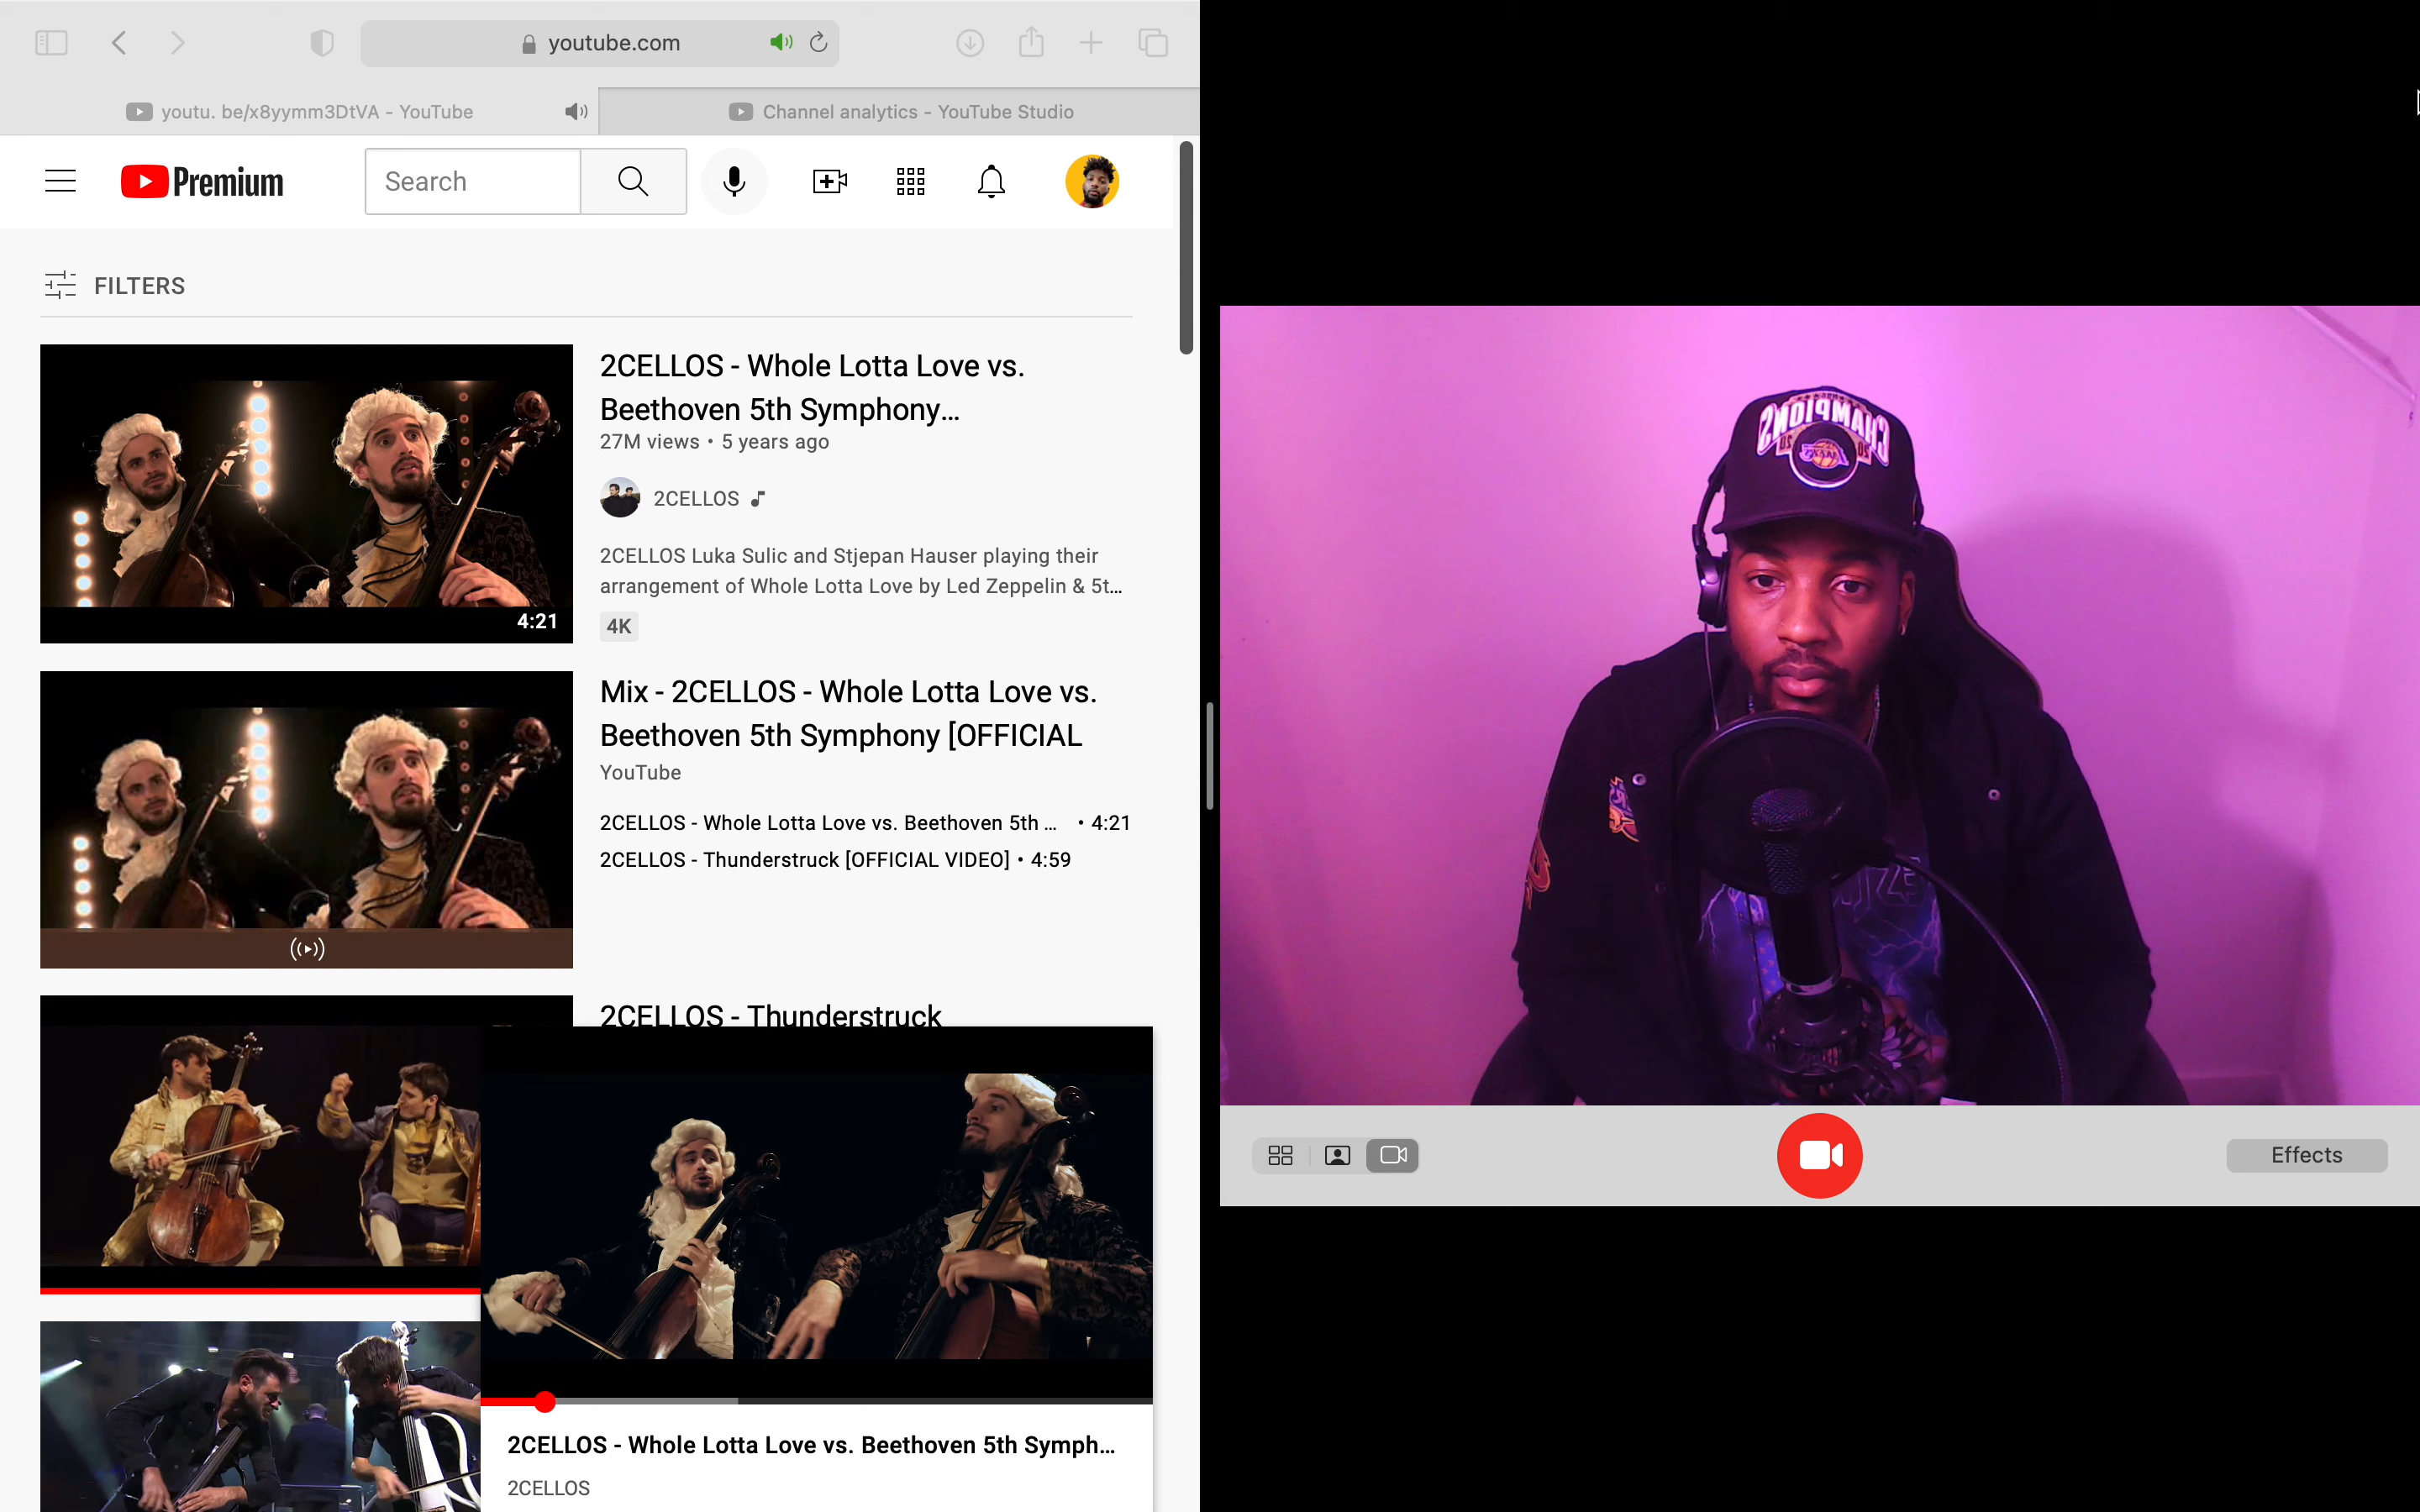 youtube.com
youtu. be/x8yymm3DtVA - YouTube
Channel analytics - YouTube Studio
Premium
Search
FILTERS
2CELLOS - Whole Lotta Love vs.
Beethoven 5th Symphony...
27M views • 5 years ago
2CELLOS
2CELLOS Luka Sulic and Stjepan Hauser playing their
arrangement of Whole Lotta Love by Led Zeppelin & 5t...
4K
4:21
Mix - 2CELLOS - Whole Lotta Love vs.
Beethoven 5th Symphony [OFFICIAL
YouTube
2CELLOS - Whole Lotta Love vs. Beethoven 5th ... • 4:21
2CELLOS - Thunderstruck [OFFICIAL VIDEO] • 4:59
2CELLOS - Thunderstruck
2CELLOS - Whole Lotta Love vs. Beethoven 5th Symph...
2CELLOS
CHAMPIONS
20 20
LAKERS
Effects